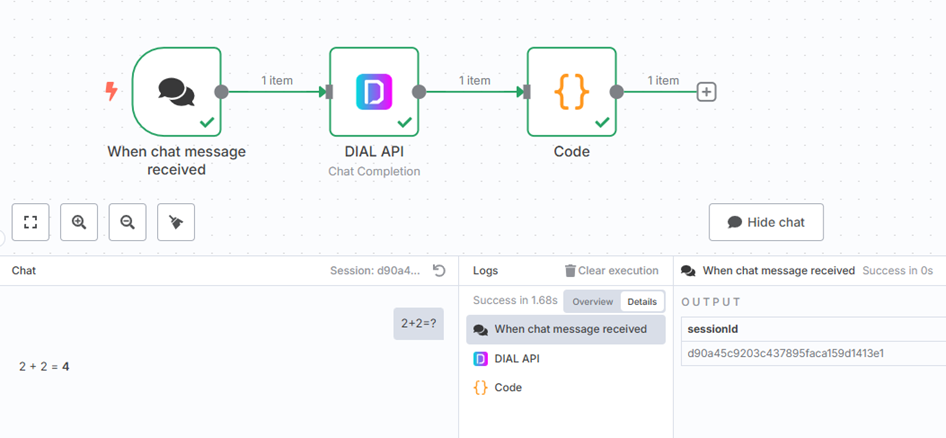 1 item
1 item
1 item
When chat message
received
DIAL API
Chat Completion
Code
Hide chat
Chat
Session: d90a4...
Logs
Clear execution
When chat message received
Success in 0s
Success in 1.68s
Overview
Details
OUTPUT
2+2=?
When chat message received
sessionId
d90a45c9203c437895faca159d1413e1
2 + 2 = 4
DIAL API
Code